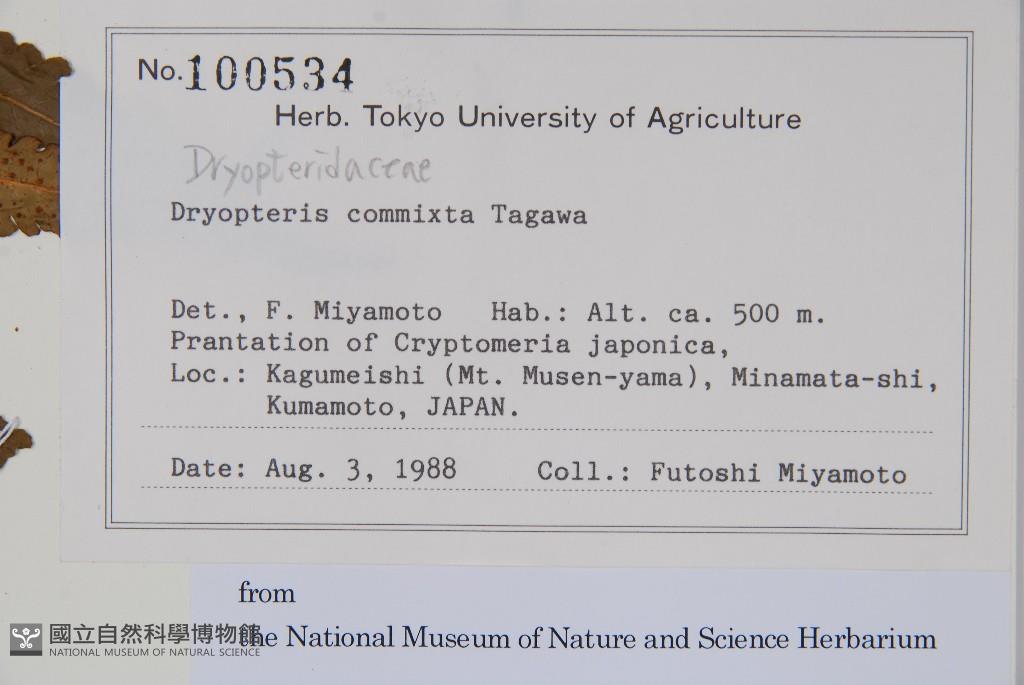 No. 100534
Herb. Tokyo University of Agriculture
Dryopteridaceae
Dryopteris commixta Tagawa
Det., F. Miyamoto Hab.: Alt. ca. 500 m.
Prantation of Cryptomeria japonica,
Loc.: Kagumeishi (Mt. Musen-yama), Minamata-shi,
Kumamoto, JAPAN.
Date: Aug. 3, 1988 Coll.: Futoshi Miyamoto
from
the National Museum of Nature and Science Herbarium
國立自然科學博物館
NATIONAL MUSEUM OF NATURAL SCIENCE